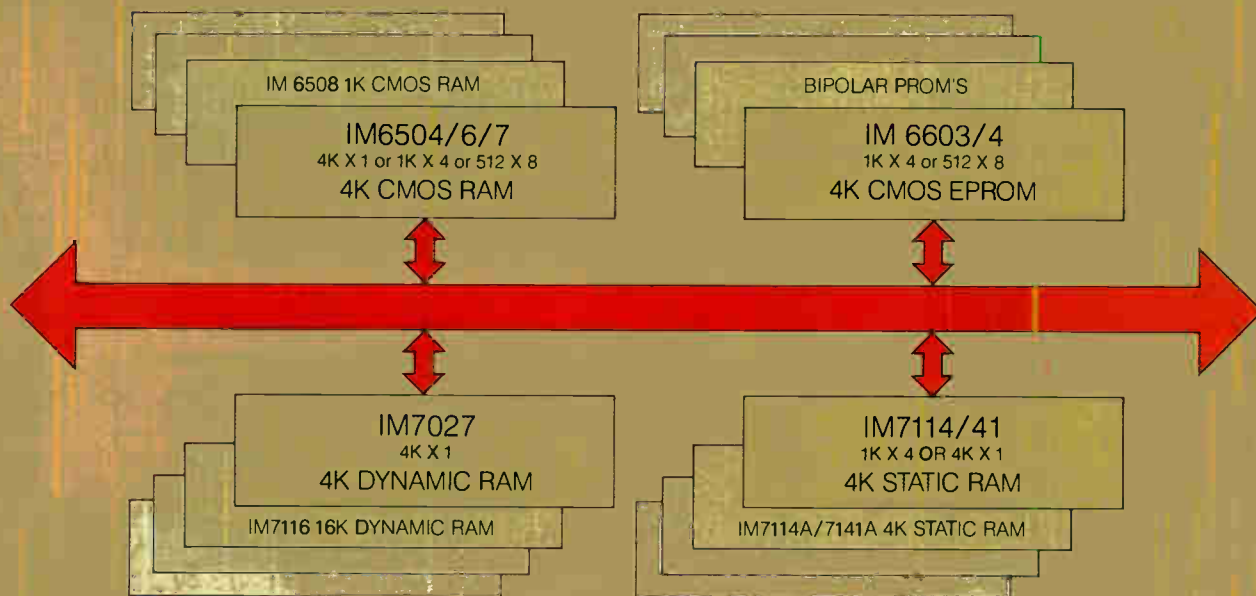 IM 6508 1K CMOS RAM
IM6504/6/7
4K X 1 or 1K X 4 or 512 X 8
4K CMOS RAM
BIPOLAR PROM'S
IM 6603/4
1K X 4 or 512 X 8
4K CMOS EPROM
IM7027
4K X 1
4K DYNAMIC RAM
IM7116 16K DYNAMIC RAM
IM7114/41
1K X 4 OR 4K X 1
4K STATIC RAM
IM7114A/7141A 4K STATIC RAM